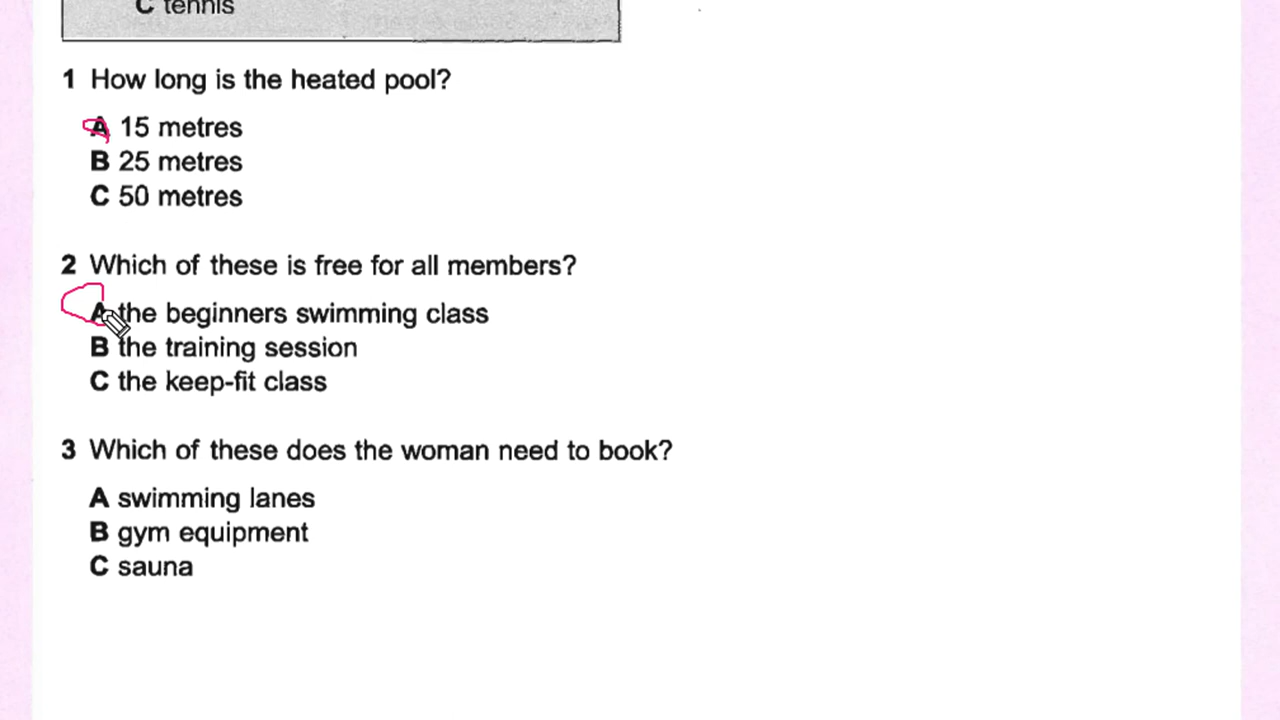 C tennis
1 How long is the heated pool?
A 15 metres
B 25 metres
C 50 metres
2 Which of these is free for all members?
A the beginners swimming class
B the training session
C the keep-fit class
3 Which of these does the woman need to book?
A swimming lanes
B gym equipment
C sauna